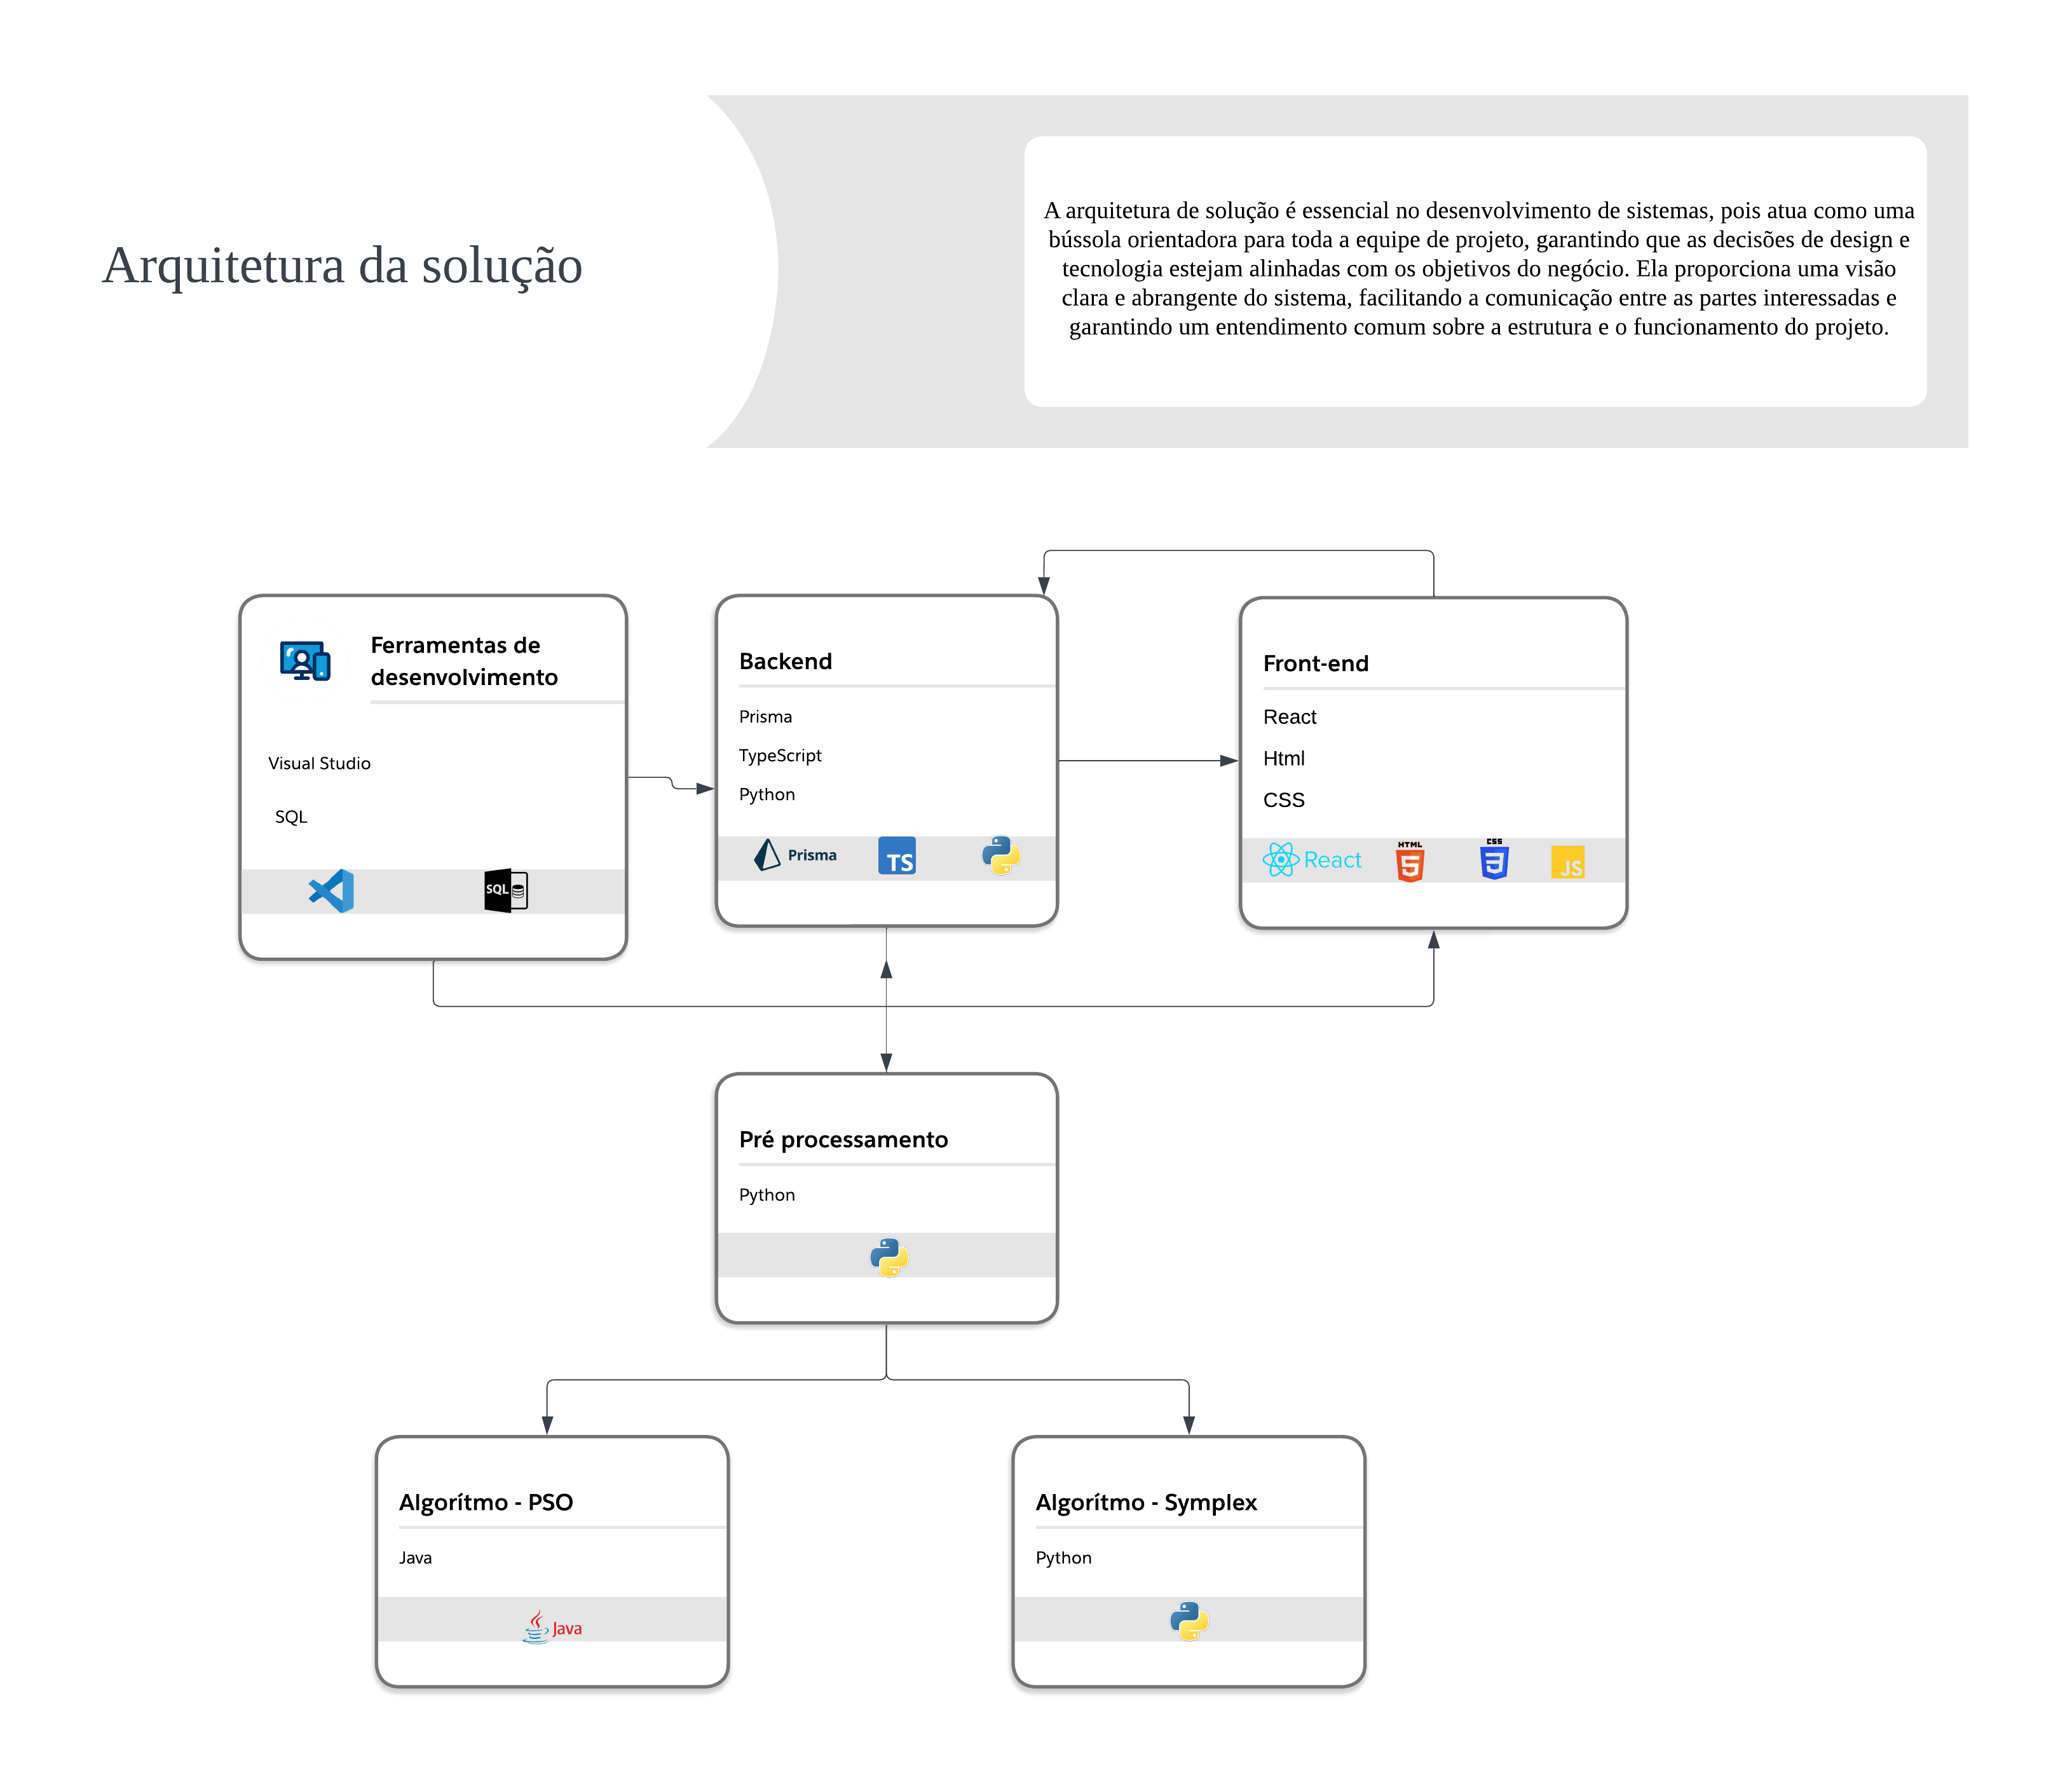 Arquitetura da solução
A arquitetura de solução é essencial no desenvolvimento de sistemas, pois atua como uma
bússola orientadora para toda a equipe de projeto, garantindo que as decisões de design e
tecnologia estejam alinhadas com os objetivos do negócio. Ela proporciona uma visão
clara e abrangente do sistema, facilitando a comunicação entre as partes interessadas e
garantindo um entendimento comum sobre a estrutura e o funcionamento do projeto.
Ferramentas de
desenvolvimento
Visual Studio
SQL
SQL
Backend
Prisma
TypeScript
Python
Prisma
TS
Front-end
React
Html
CSS
React
HTML
5
CSS
3
JS
Pré processamento
Python
Algorítmo - PSO
Java
Java
Algorítmo - Symplex
Python